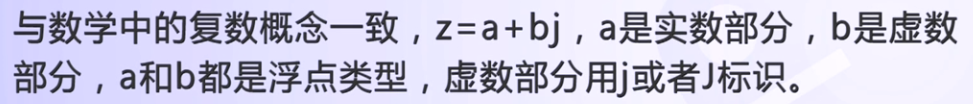 与数学中的复数概念一致，z=a+bj，a是实数部分，b是虚数
部分，a和b都是浮点类型，虚数部分用j或者J标识。